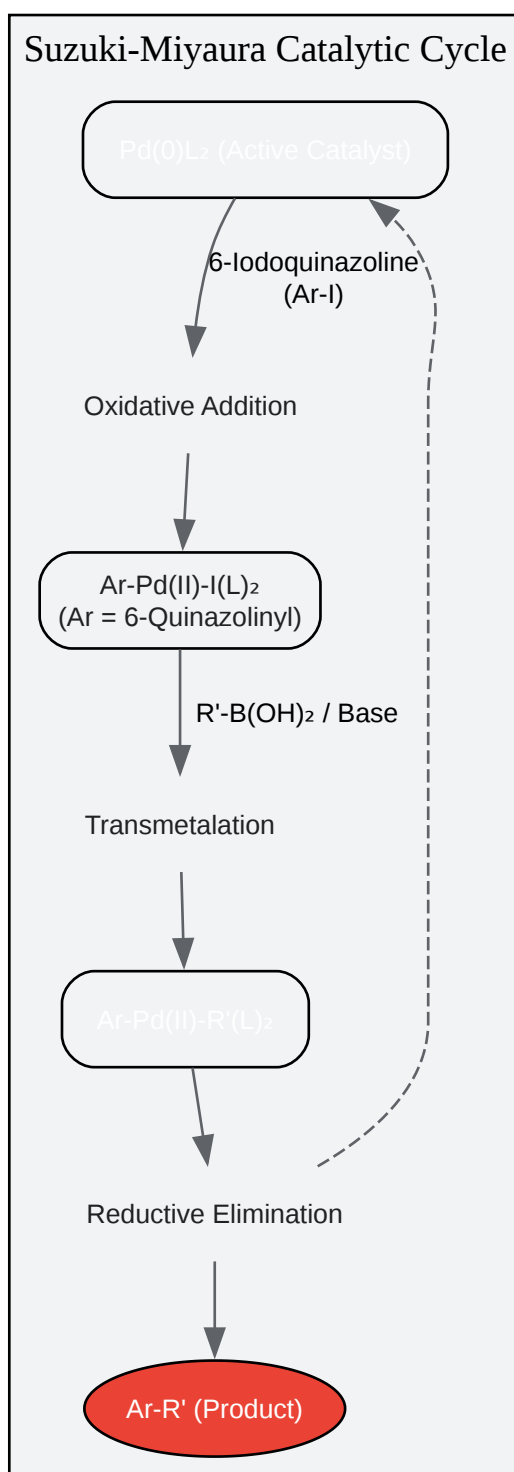 Suzuki-Miyaura Catalytic Cycle
Pd(0)L₂ (Active Catalyst)
6-Iodoquinazoline
(Ar-I)
Oxidative Addition
Ar-Pd(II)-I(L)₂
(Ar = 6-Quinazolinyl)
R'-B(OH)₂ / Base
Transmetalation
Ar-Pd(II)-R'(L)₂
Reductive Elimination
Ar-R' (Product)